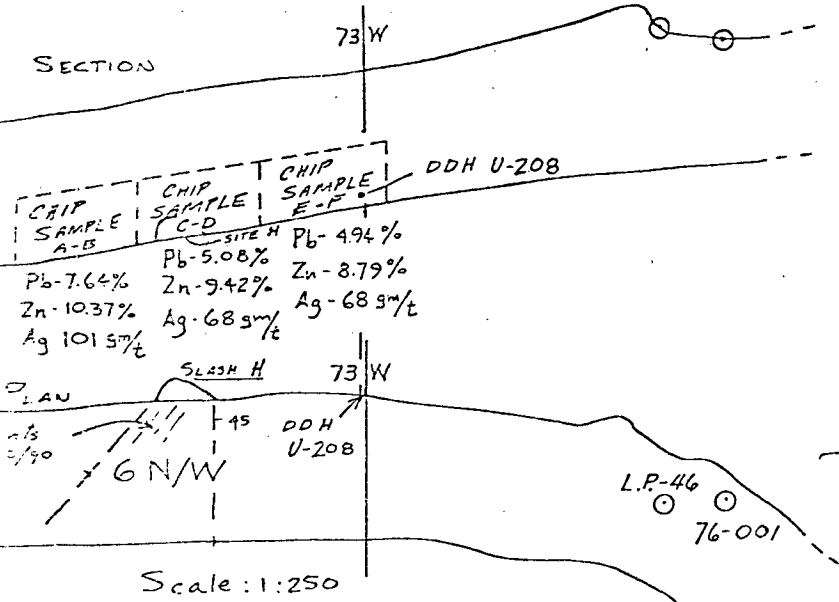 SECTION
73 W
DDH U-208
CHIP
SAMPLE
A-B
CHIP
SAMPLE
C-D
CHIP
SAMPLE
E-F
SITE H
Pb-7.64%
Zn-10.37%
Ag 101 gm/t
Pb-5.08%
Zn-9.42%
Ag-68 gm/t
Pb-4.94%
Zn-8.79%
Ag-68 gm/t
SLASH H
73 W
LAN
45
DDH
U-208
6 N/W
L.P.-46
76-001
Scale: 1:250